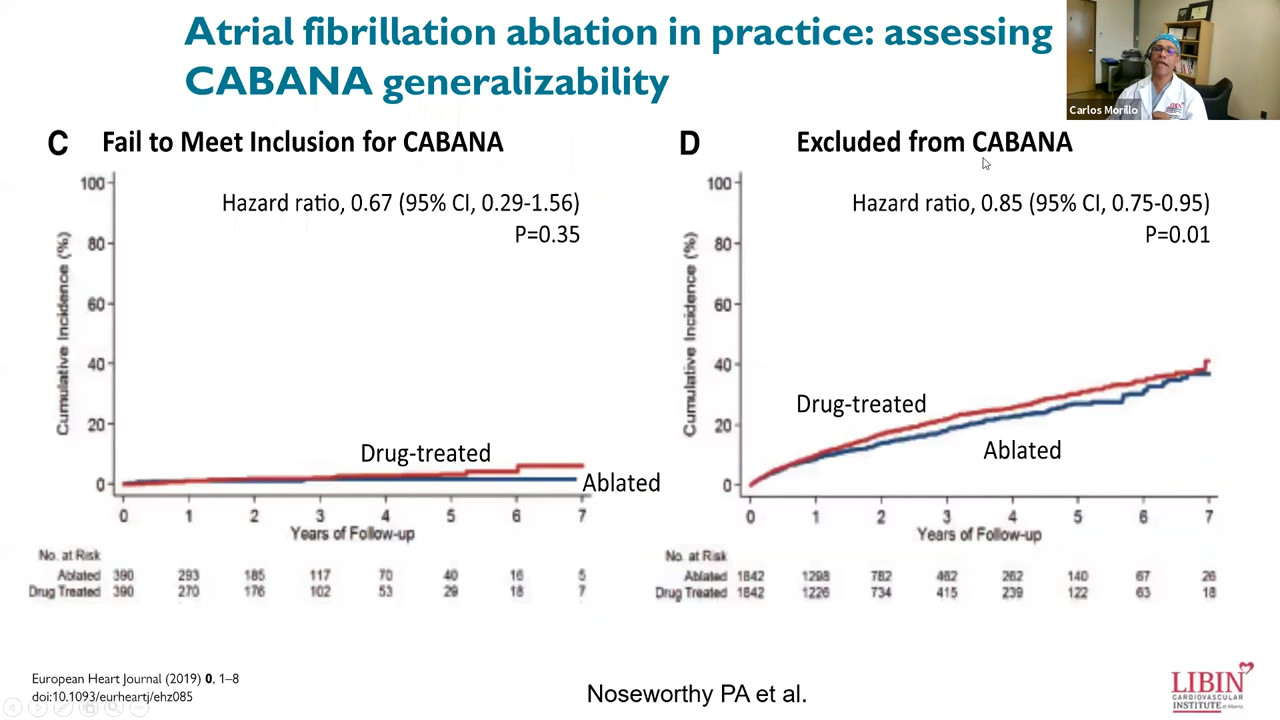 Atrial fibrillation ablation in practice: assessing
CABANA generalizability
Carlos Morillo
C Fail to Meet Inclusion for CABANA
Hazard ratio, 0.67 (95% CI, 0.29-1.56)
P=0.35
Cumulative Incidence (%)
100
80
60
40
20
0
Drug-treated
Ablated
0 1 2 3 4 5 6 7
Years of Follow-up
No. at Risk
Ablated 390 293 185 117 70 40 16 5
Drug Treated 390 270 176 102 53 29 18 7
D Excluded from CABANA
Hazard ratio, 0.85 (95% CI, 0.75-0.95)
P=0.01
Cumulative Incidence (%)
100
80
60
40
20
0
Drug-treated
Ablated
0 1 2 3 4 5 6 7
Years of Follow-up
No. at Risk
Ablated 1842 1298 782 462 262 140 67 26
Drug Treated 1842 1226 734 415 239 122 63 18
European Heart Journal (2019) 0, 1–8
doi:10.1093/eurheartj/ehz085
Noseworthy PA et al.
LIBIN
CARDIOVASCULAR
INSTITUTE of Alberta